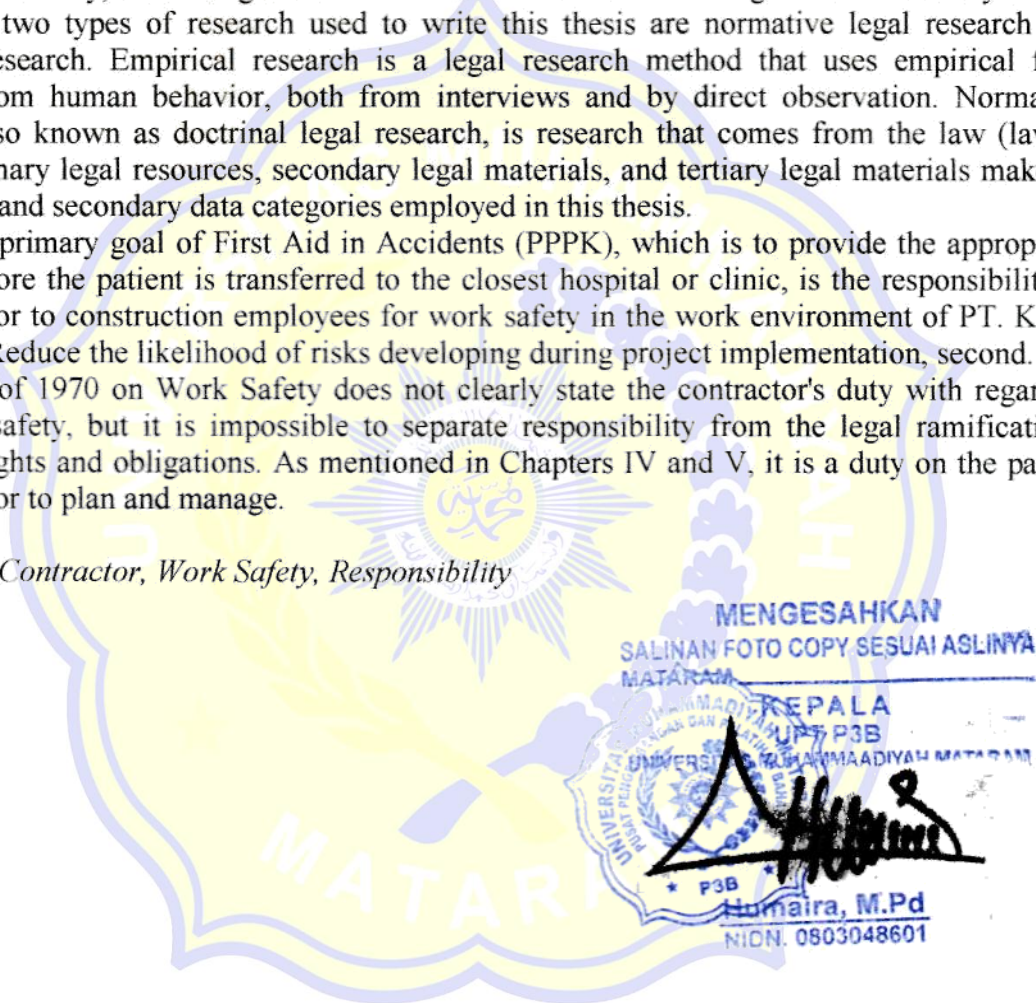 two types of research used to write this thesis are normative legal research
search. Empirical research is a legal research method that uses empirical
om human behavior, both from interviews and by direct observation. Norma
so known as doctrinal legal research, is research that comes from the law (la
nary legal resources, secondary legal materials, and tertiary legal materials mak
and secondary data categories employed in this thesis.
primary goal of First Aid in Accidents (PPPK), which is to provide the approp
ore the patient is transferred to the closest hospital or clinic, is the responsibilit
or to construction employees for work safety in the work environment of PT. K
Reduce the likelihood of risks developing during project implementation, second.
of 1970 on Work Safety does not clearly state the contractor's duty with regar
safety, but it is impossible to separate responsibility from the legal ramificati
ghts and obligations. As mentioned in Chapters IV and V, it is a duty on the pa
or to plan and manage.
Contractor, Work Safety, Responsibility
MENGESAHKAN
SALINAN FOTO COPY SESUAI ASLINYA
MATARAM
KEPALA
UPT P3B
UNIVERSITAS MUHAMMAADIYAH MATARAM
P3B
Humaira, M.Pd
NIDN. 0803048601
MATARA